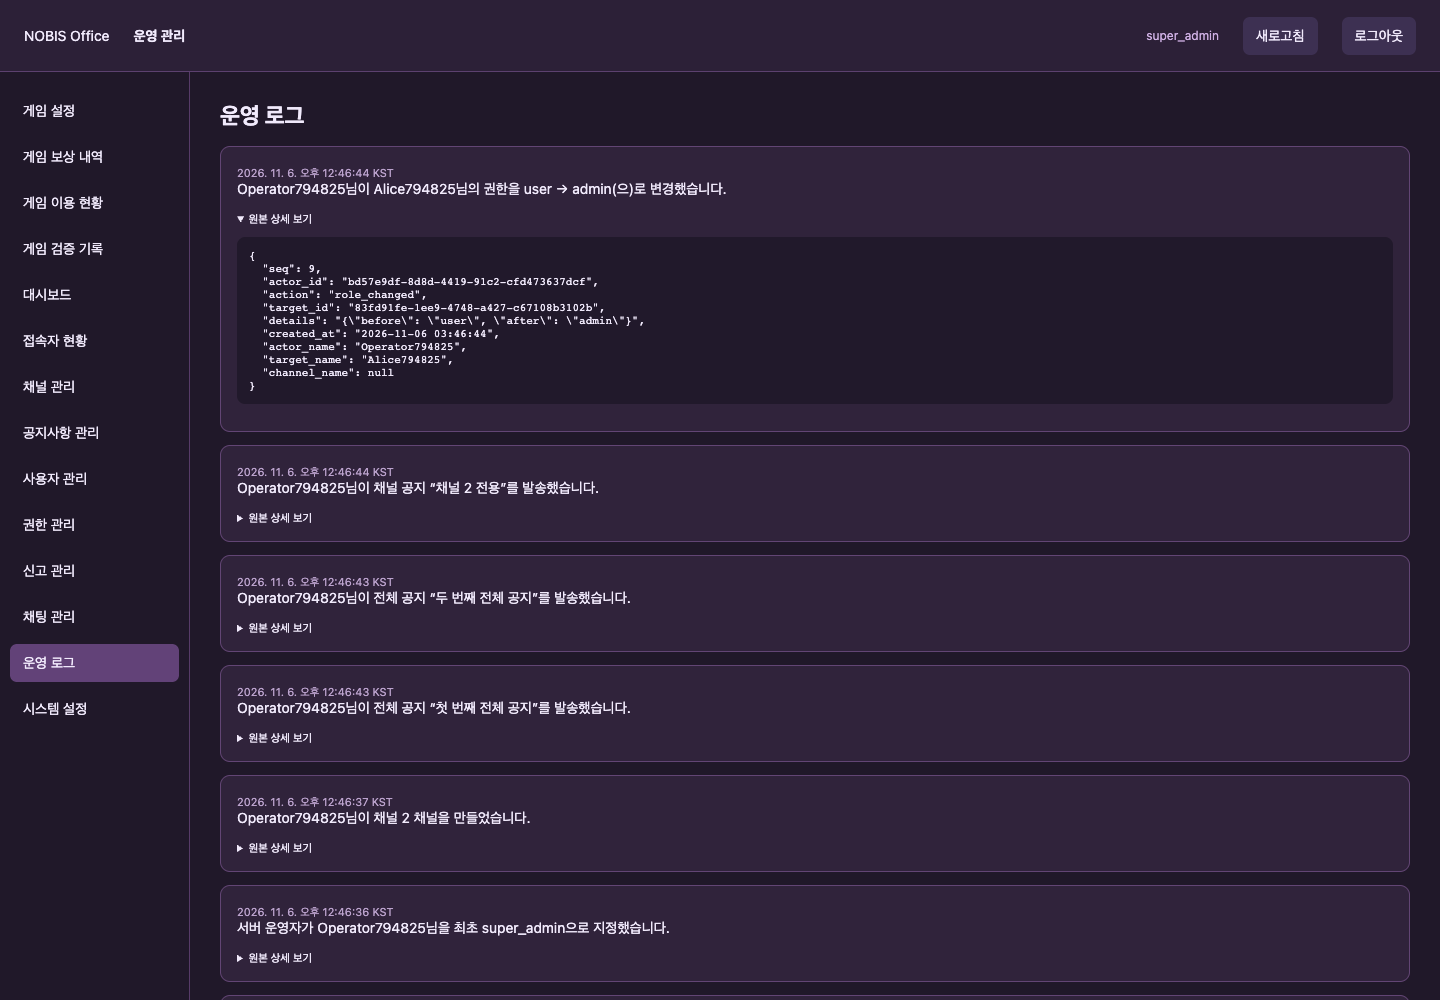 NOBIS Office 운영 관리 super_admin 새로고침 로그아웃
게임 설정
게임 보상 내역
게임 이용 현황
게임 검증 기록
대시보드
접속자 현황
채널 관리
공지사항 관리
사용자 관리
권한 관리
신고 관리
채팅 관리
운영 로그
시스템 설정
운영 로그
2026. 11. 6. 오후 12:46:44 KST
Operator794825님이 Alice794825님의 권한을 user → admin(으)로 변경했습니다.
▼ 원본 상세 보기
{
  "seq": 9,
  "actor_id": "bd57e9df-8d8d-4419-91c2-cfd473637dcf",
  "action": "role_changed",
  "target_id": "83fd91fe-1ee9-4748-a427-c67108b3102b",
  "details": "{\"before\": \"user\", \"after\": \"admin\"}",
  "created_at": "2026-11-06 03:46:44",
  "actor_name": "Operator794825",
  "target_name": "Alice794825",
  "channel_name": null
}
2026. 11. 6. 오후 12:46:44 KST
Operator794825님이 채널 공지 “채널 2 전용”를 발송했습니다.
▶ 원본 상세 보기
2026. 11. 6. 오후 12:46:43 KST
Operator794825님이 전체 공지 “두 번째 전체 공지”를 발송했습니다.
▶ 원본 상세 보기
2026. 11. 6. 오후 12:46:43 KST
Operator794825님이 전체 공지 “첫 번째 전체 공지”를 발송했습니다.
▶ 원본 상세 보기
2026. 11. 6. 오후 12:46:37 KST
Operator794825님이 채널 2 채널을 만들었습니다.
▶ 원본 상세 보기
2026. 11. 6. 오후 12:46:36 KST
서버 운영자가 Operator794825님을 최초 super_admin으로 지정했습니다.
▶ 원본 상세 보기